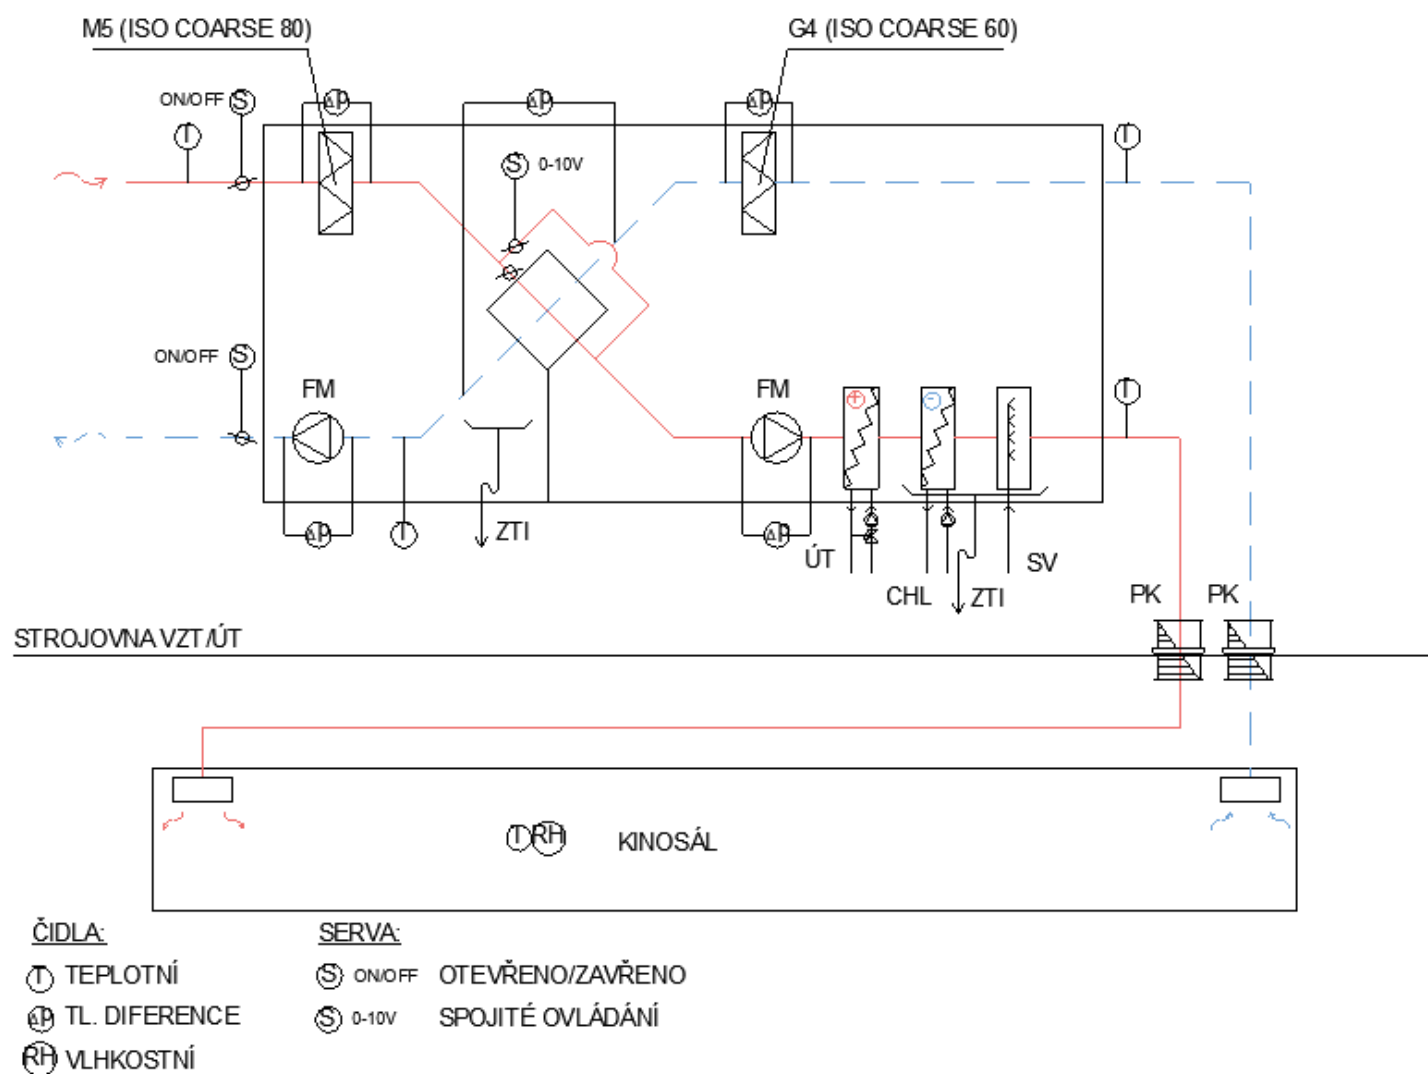 M5 (ISO COARSE 80)
G4 (ISO COARSE 60)
ON/OFF S
ΔP
ΔP
ΔP
T
S 0-10V
T
ON/OFF S
FM
FM
T
+
-
ΔP
T
ZTI
ΔP
ÚT
CHL
ZTI
SV
PK
PK
STROJOVNA VZT/ÚT
T RH
KINOSÁL
ČIDLA:
SERVA:
T TEPLOTNÍ
S ON/OFF OTEVŘENO/ZAVŘENO
ΔP TL. DIFERENCE
S 0-10V SPOJITÉ OVLÁDÁNÍ
RH VLHKOSTNÍ